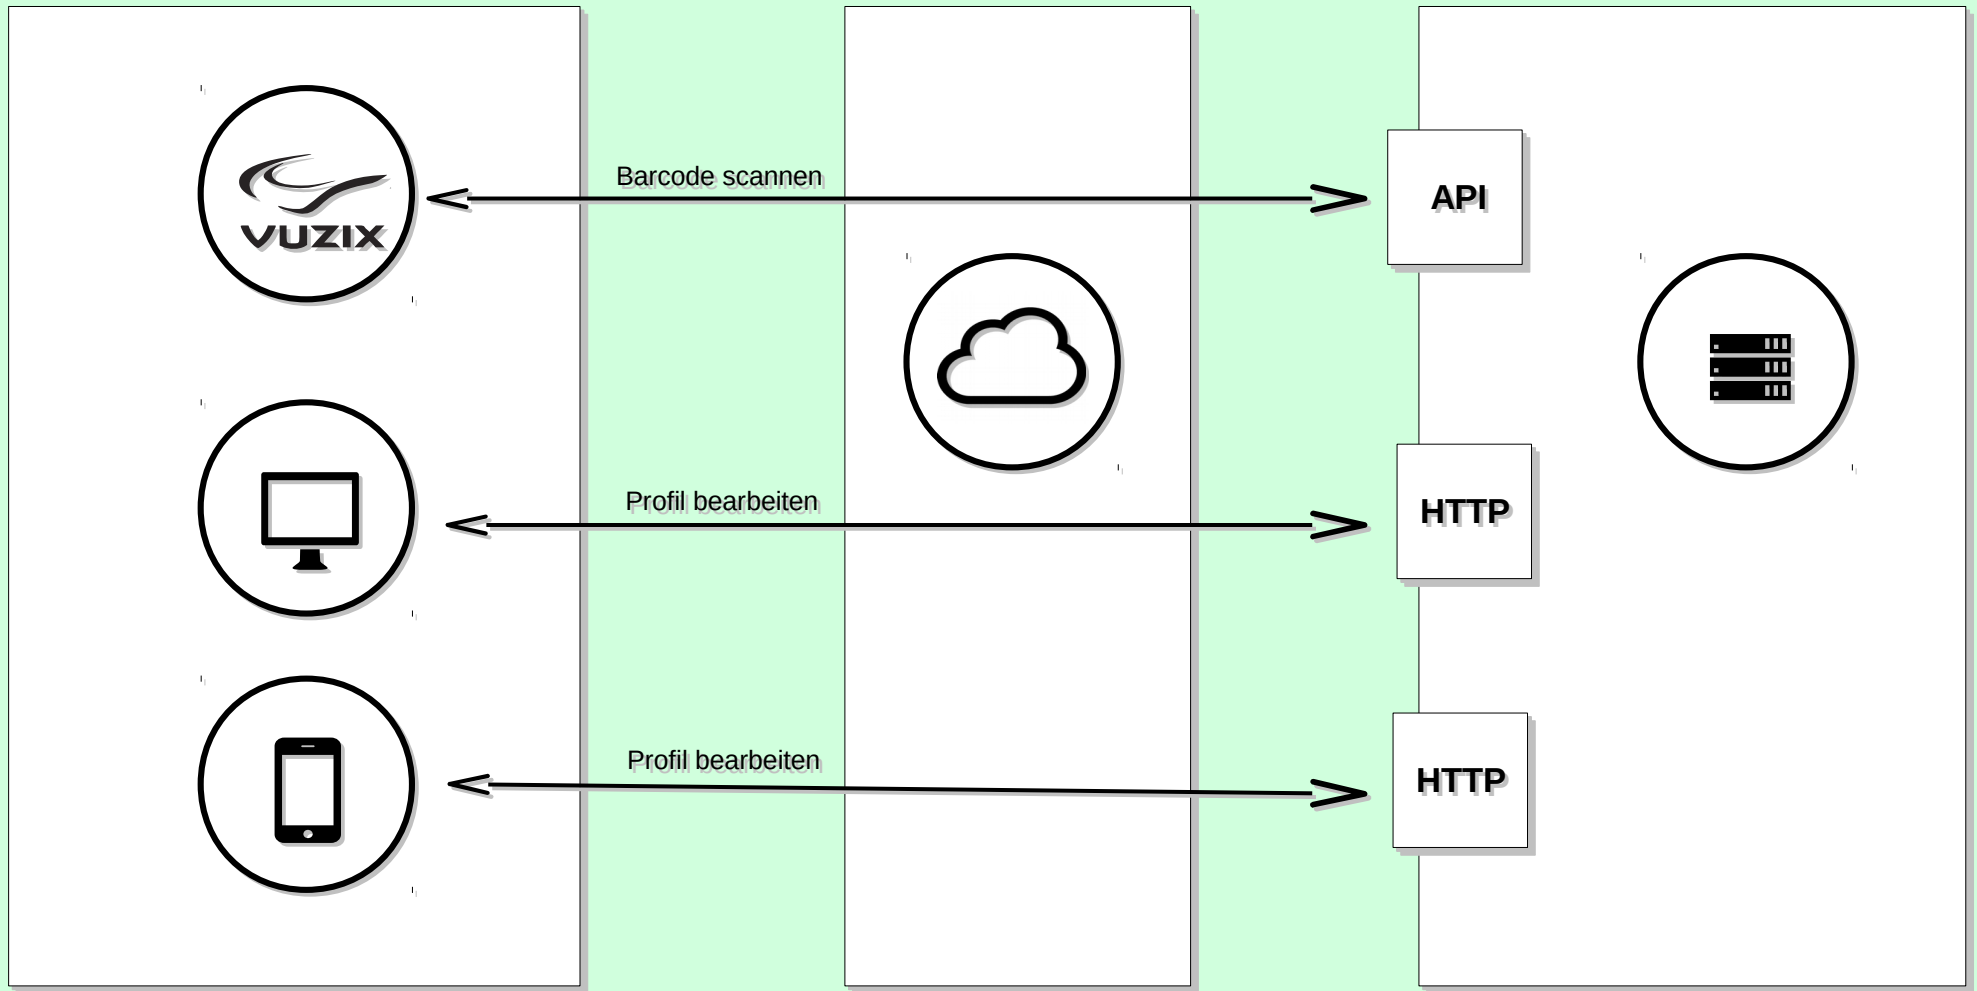 Barcode scannen
API
VUZIX
Profil bearbeiten
HTTP
Profil bearbeiten
HTTP